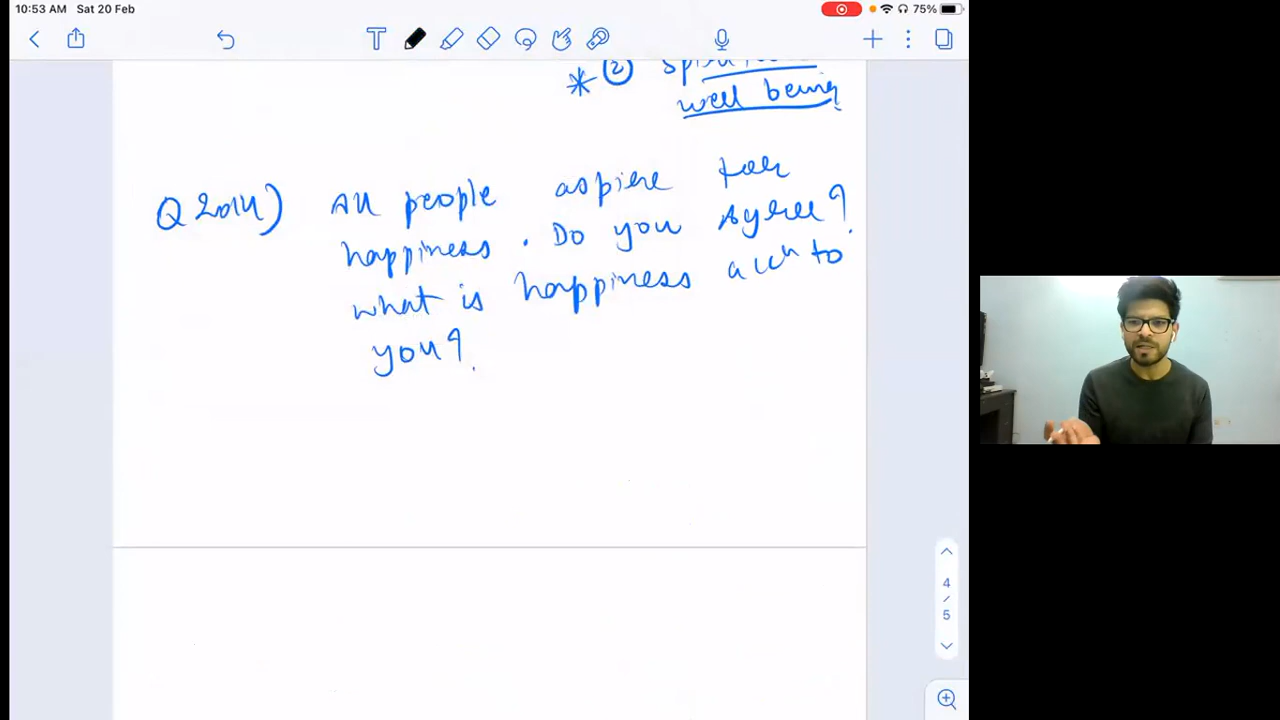 10:53 AM Sat 20 Feb
75%
* ②
well being
Q 2014) All people aspire for
happiness. Do you Agree?
what is happiness acc to
you?
4
/
5